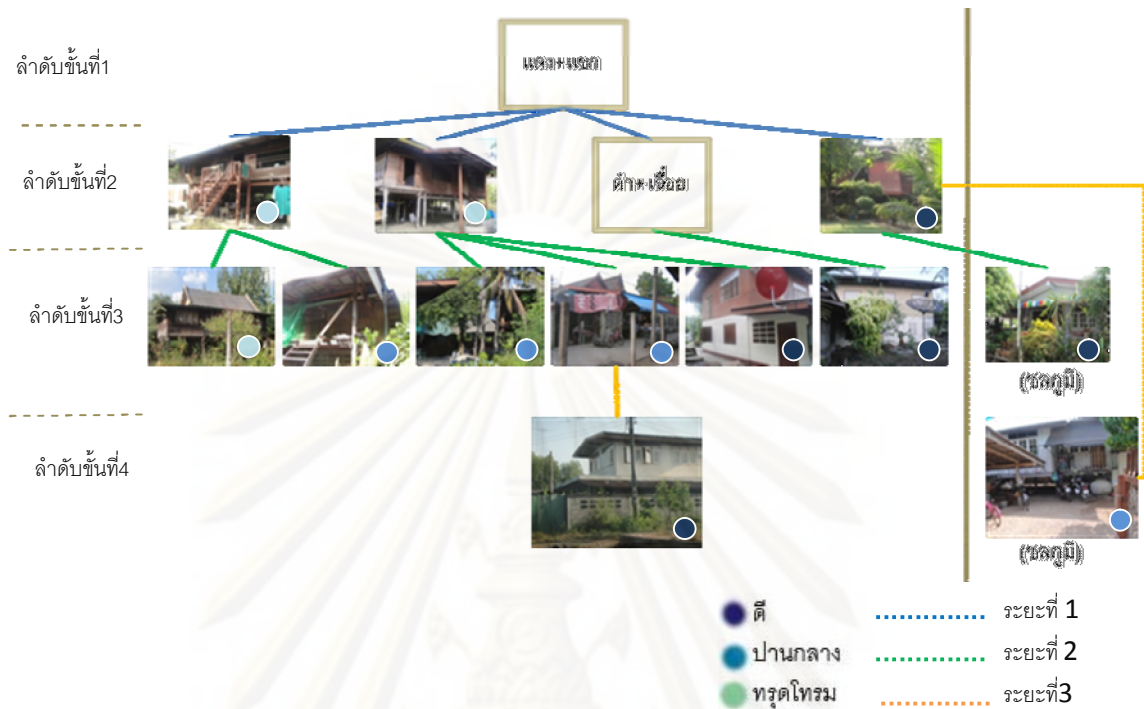 ลำดับขั้นที่1
ลำดับขั้นที่2
ลำดับขั้นที่3
(ชลภูมิ)
ลำดับขั้นที่4
(ชลภูมิ)
ดี ระยะที่ 1
ปานกลาง ระยะที่ 2
ทรุดโทรม ระยะที่3